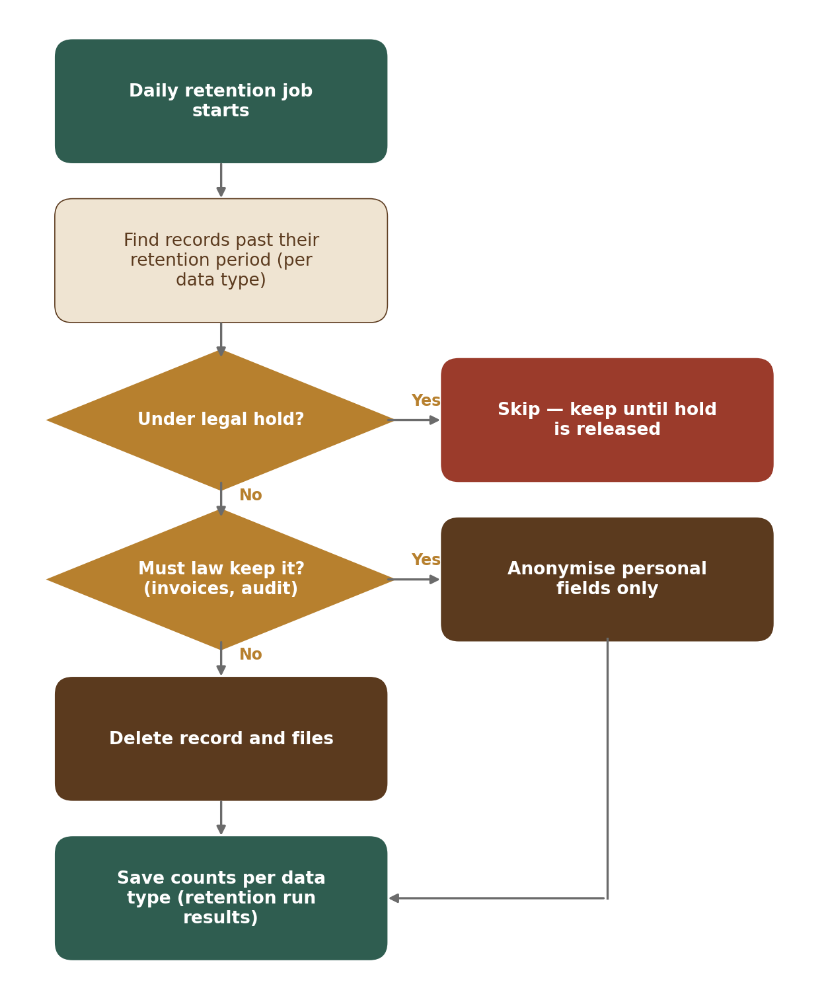 Daily retention job
starts
Find records past their
retention period (per
data type)
Under legal hold?
Yes
Skip — keep until hold
is released
No
Must law keep it?
(invoices, audit)
Yes
Anonymise personal
fields only
No
Delete record and files
Save counts per data
type (retention run
results)